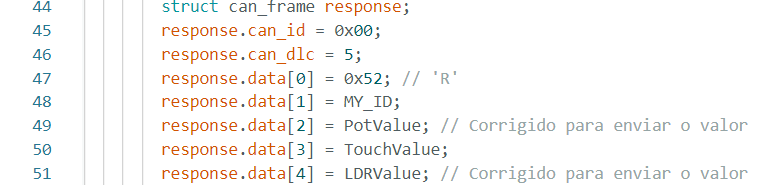 44 struct can_frame response;
45 response.can_id = 0x00;
46 response.can_dlc = 5;
47 response.data[0] = 0x52; // 'R'
48 response.data[1] = MY_ID;
49 response.data[2] = PotValue; // Corrigido para enviar o valor
50 response.data[3] = TouchValue;
51 response.data[4] = LDRValue; // Corrigido para enviar o valor